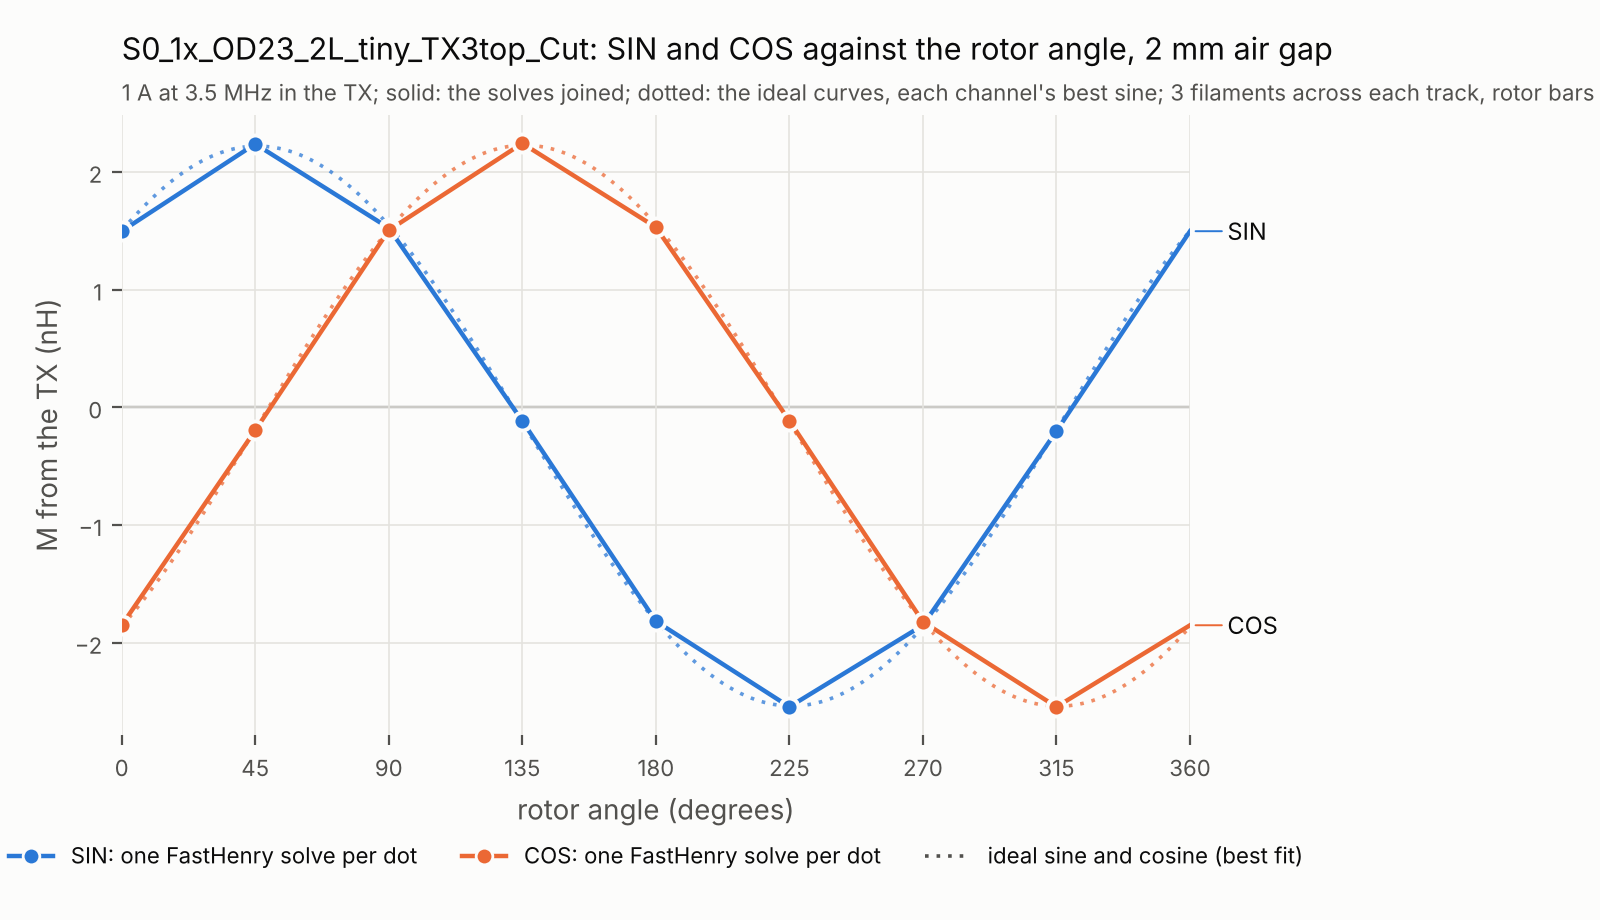 S0_1x_OD23_2L_tiny_TX3top_Cut: SIN and COS against the rotor angle, 2 mm air gap
1 A at 3.5 MHz in the TX; solid: the solves joined; dotted: the ideal curves, each channel's best sine; 3 filaments across each track, rotor bars
M from the TX (nH)
2
1
0
−1
−2
SIN
COS
0 45 90 135 180 225 270 315 360
rotor angle (degrees)
SIN: one FastHenry solve per dot COS: one FastHenry solve per dot ideal sine and cosine (best fit)